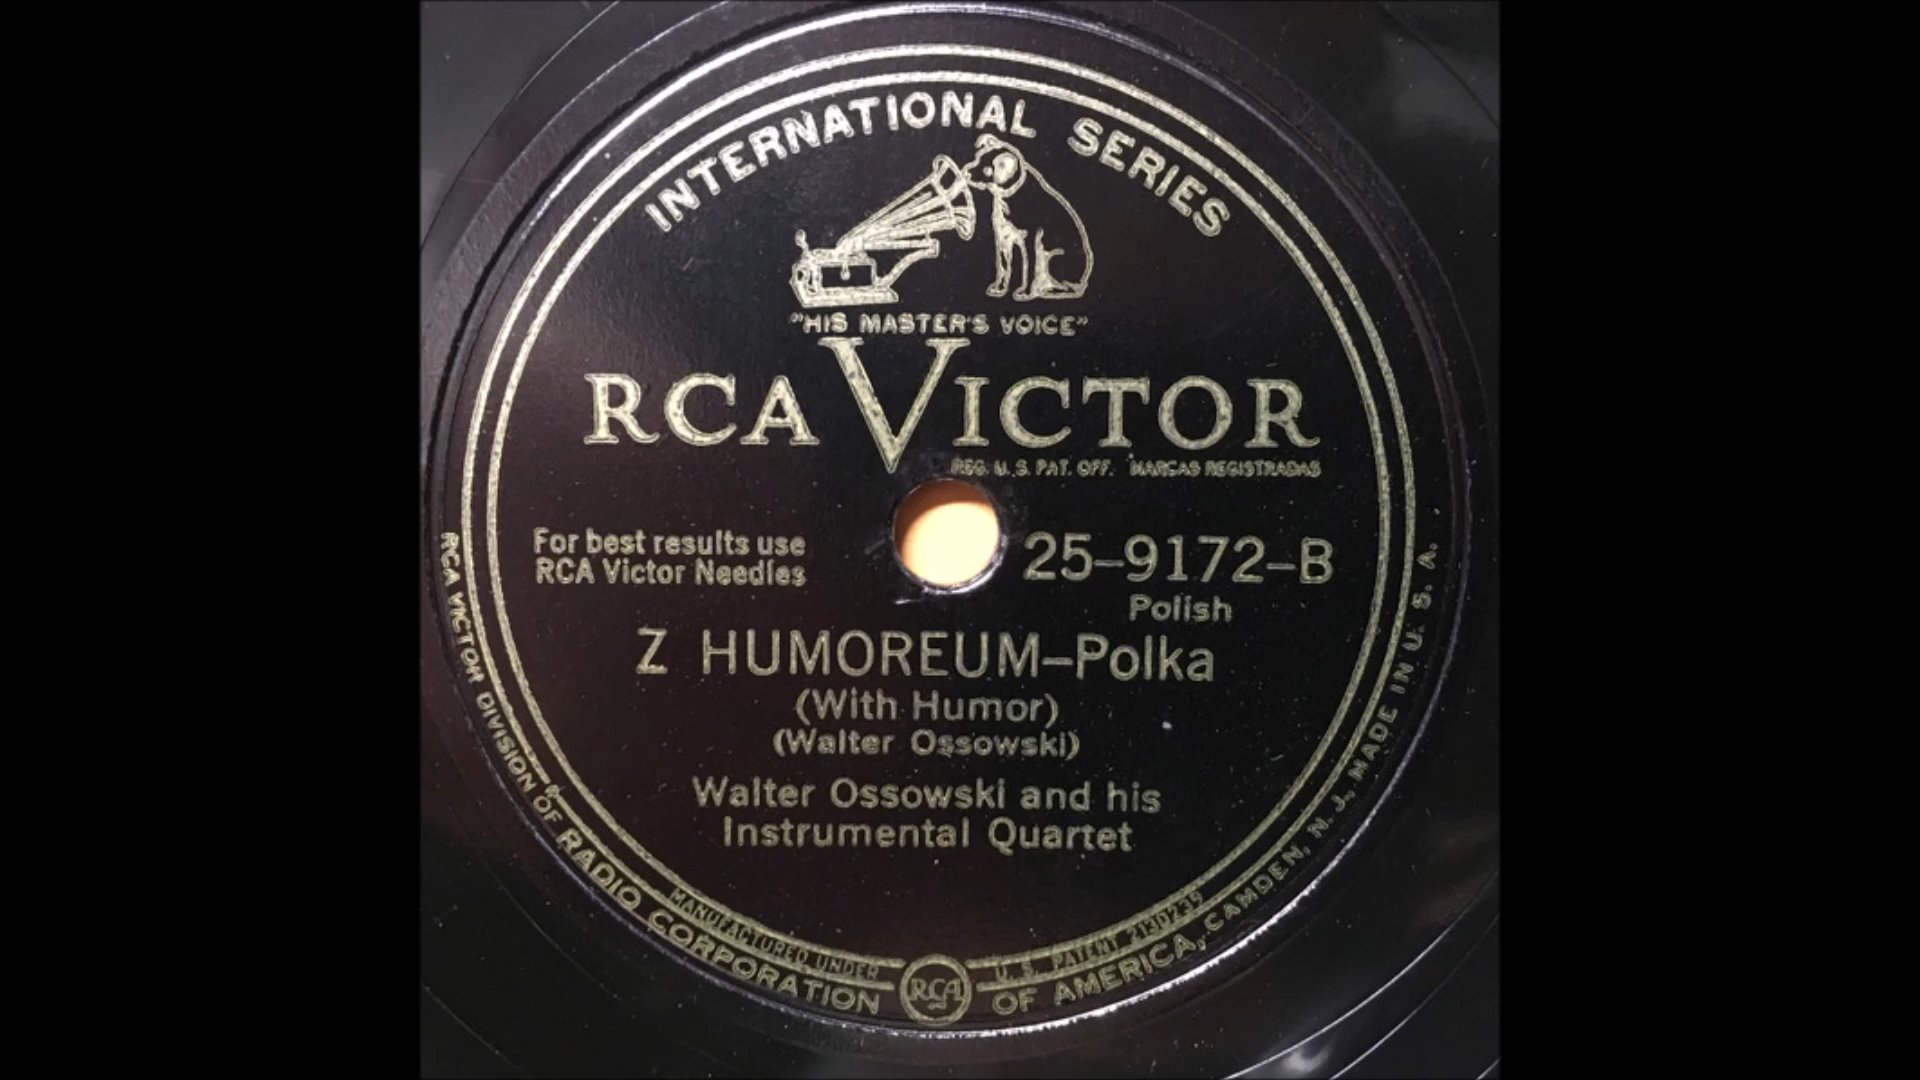 INTERNATIONAL SERIES
"HIS MASTER'S VOICE"
RCA VICTOR
REG. U. S. PAT. OFF. MARCAS REGISTRADAS
For best results use
RCA Victor Needles
25–9172–B
Polish
Z HUMOREUM–Polka
(With Humor)
(Walter Ossowski)
Walter Ossowski and his
Instrumental Quartet
MANUFACTURED UNDER U. S. PATENT 2130239
RCA VICTOR DIVISION OF RADIO CORPORATION OF AMERICA, CAMDEN, N. J., MADE IN U. S. A.
RCA